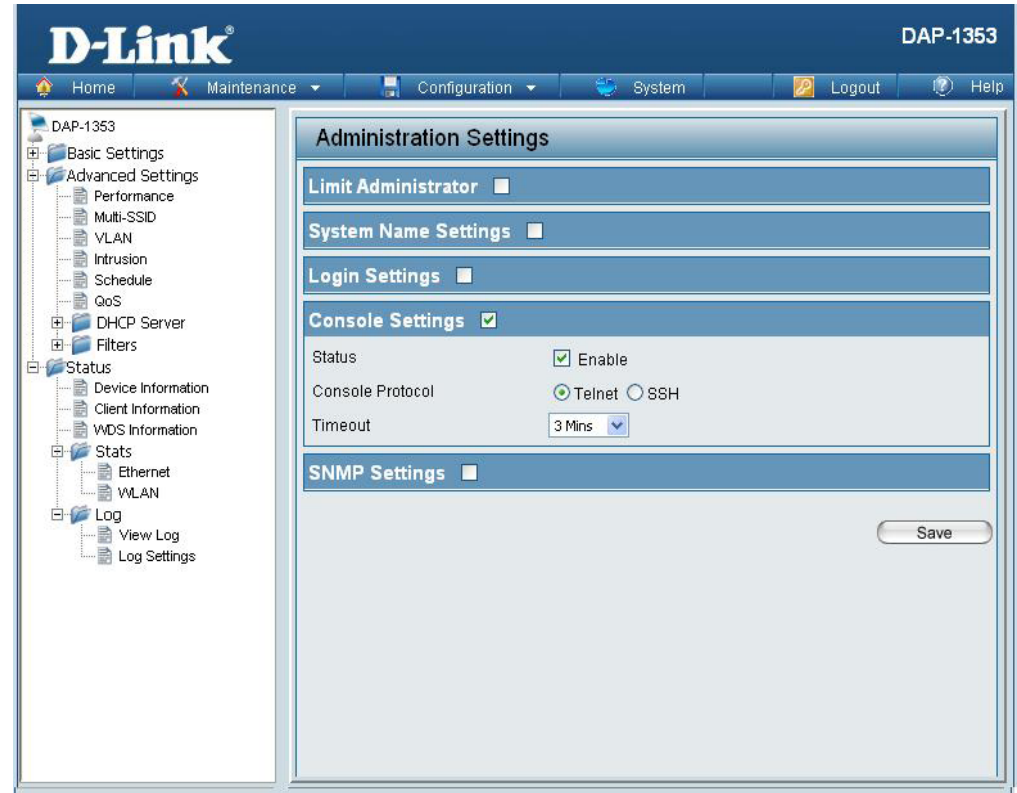 D-Link®
DAP-1353
Home Maintenance Configuration System Logout Help
DAP-1353
Basic Settings
Advanced Settings
Performance
Multi-SSID
VLAN
Intrusion
Schedule
QoS
DHCP Server
Filters
Status
Device Information
Client Information
WDS Information
Stats
Ethernet
WLAN
Log
View Log
Log Settings
Administration Settings
Limit Administrator
System Name Settings
Login Settings
Console Settings
Status Enable
Console Protocol Telnet SSH
Timeout 3 Mins
SNMP Settings
Save